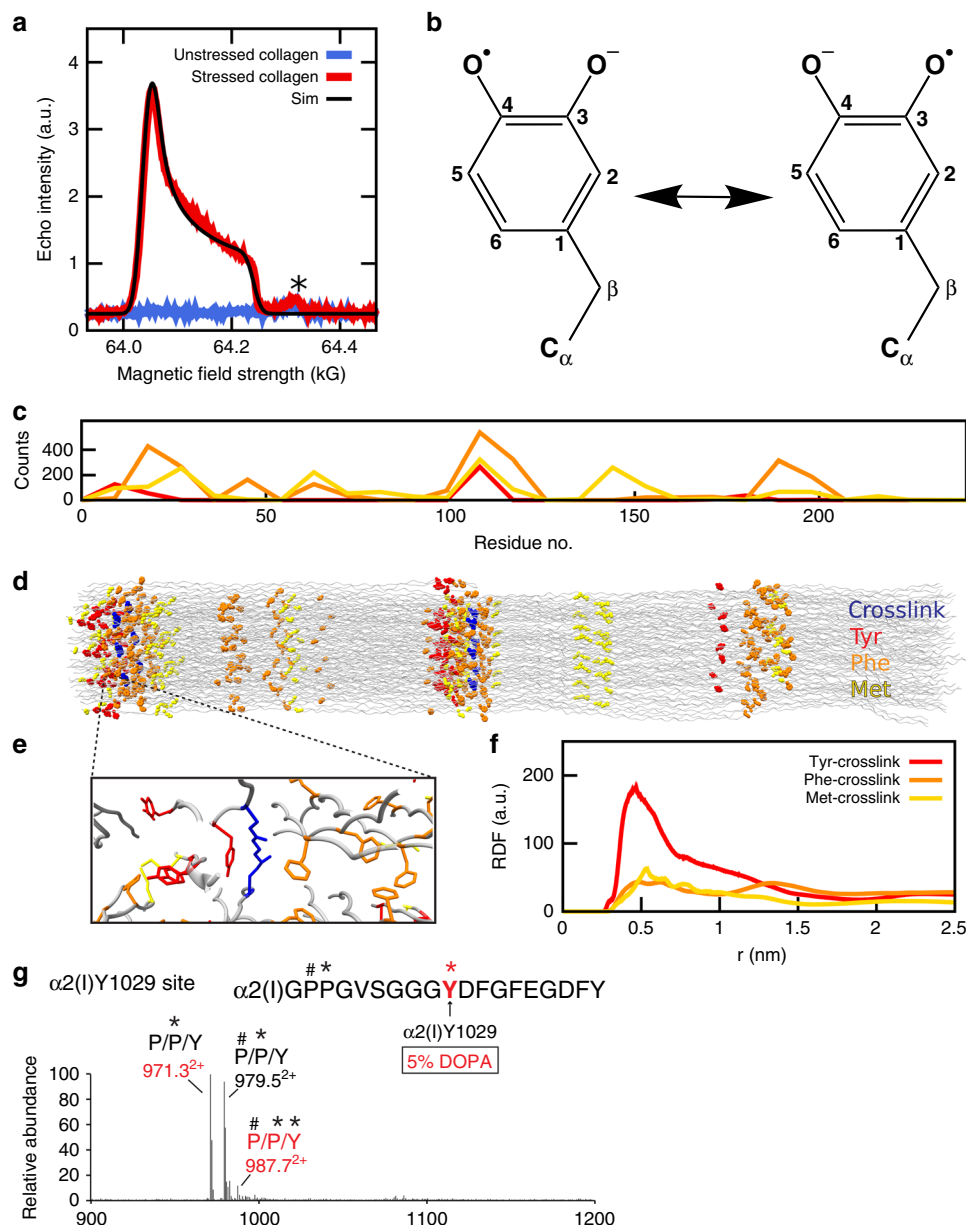 a
Unstressed collagen
Stressed collagen
Sim
*
Echo intensity (a.u.)
4
3
2
1
0
64.0 64.2 64.4
Magnetic field strength (kG)
b
O• O−
4 3
5 2
6 1
β
Cα
O− O•
4 3
5 2
6 1
β
Cα
c
Counts
400
200
0
0 50 100 150 200
Residue no.
d
Crosslink
Tyr
Phe
Met
e
f
Tyr-crosslink
Phe-crosslink
Met-crosslink
RDF (a.u.)
200
100
0
0 0.5 1 1.5 2 2.5
r (nm)
g
α2(I)Y1029 site
# * *
α2(I)GPPGVSGGGYDFGFEGDFY
α2(I)Y1029
5% DOPA
*
P/P/Y
971.3²⁺
# *
P/P/Y
979.5²⁺
# * *
P/P/Y
987.7²⁺
Relative abundance
100
80
60
40
20
0
900 1000 1100 1200